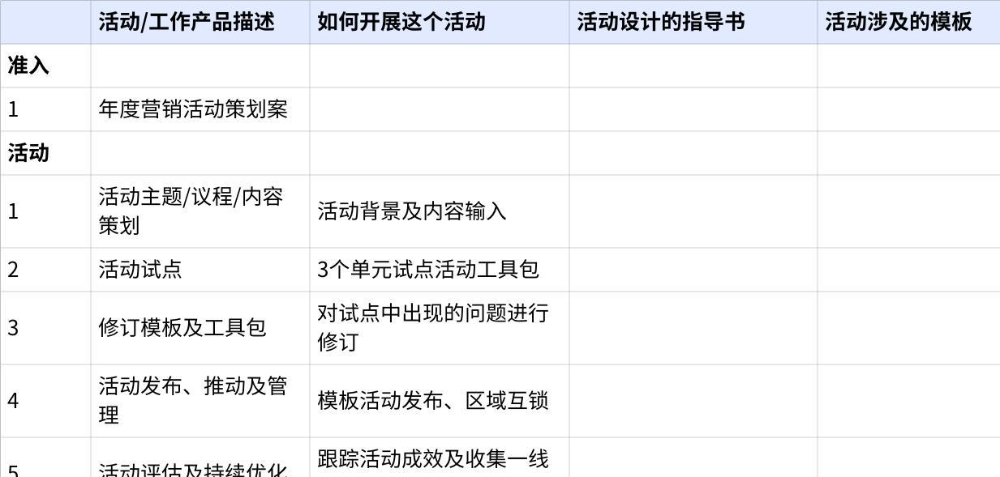 活动/工作产品描述 如何开展这个活动 活动设计的指导书 活动涉及的模板
准入
1 年度营销活动策划案
活动
1 活动主题/议程/内容
策划 活动背景及内容输入
2 活动试点 3个单元试点活动工具包
3 修订模板及工具包 对试点中出现的问题进行
修订
4 活动发布、推动及管
理 模板活动发布、区域互锁
5 活动评估及持续优化 跟踪活动成效及收集一线